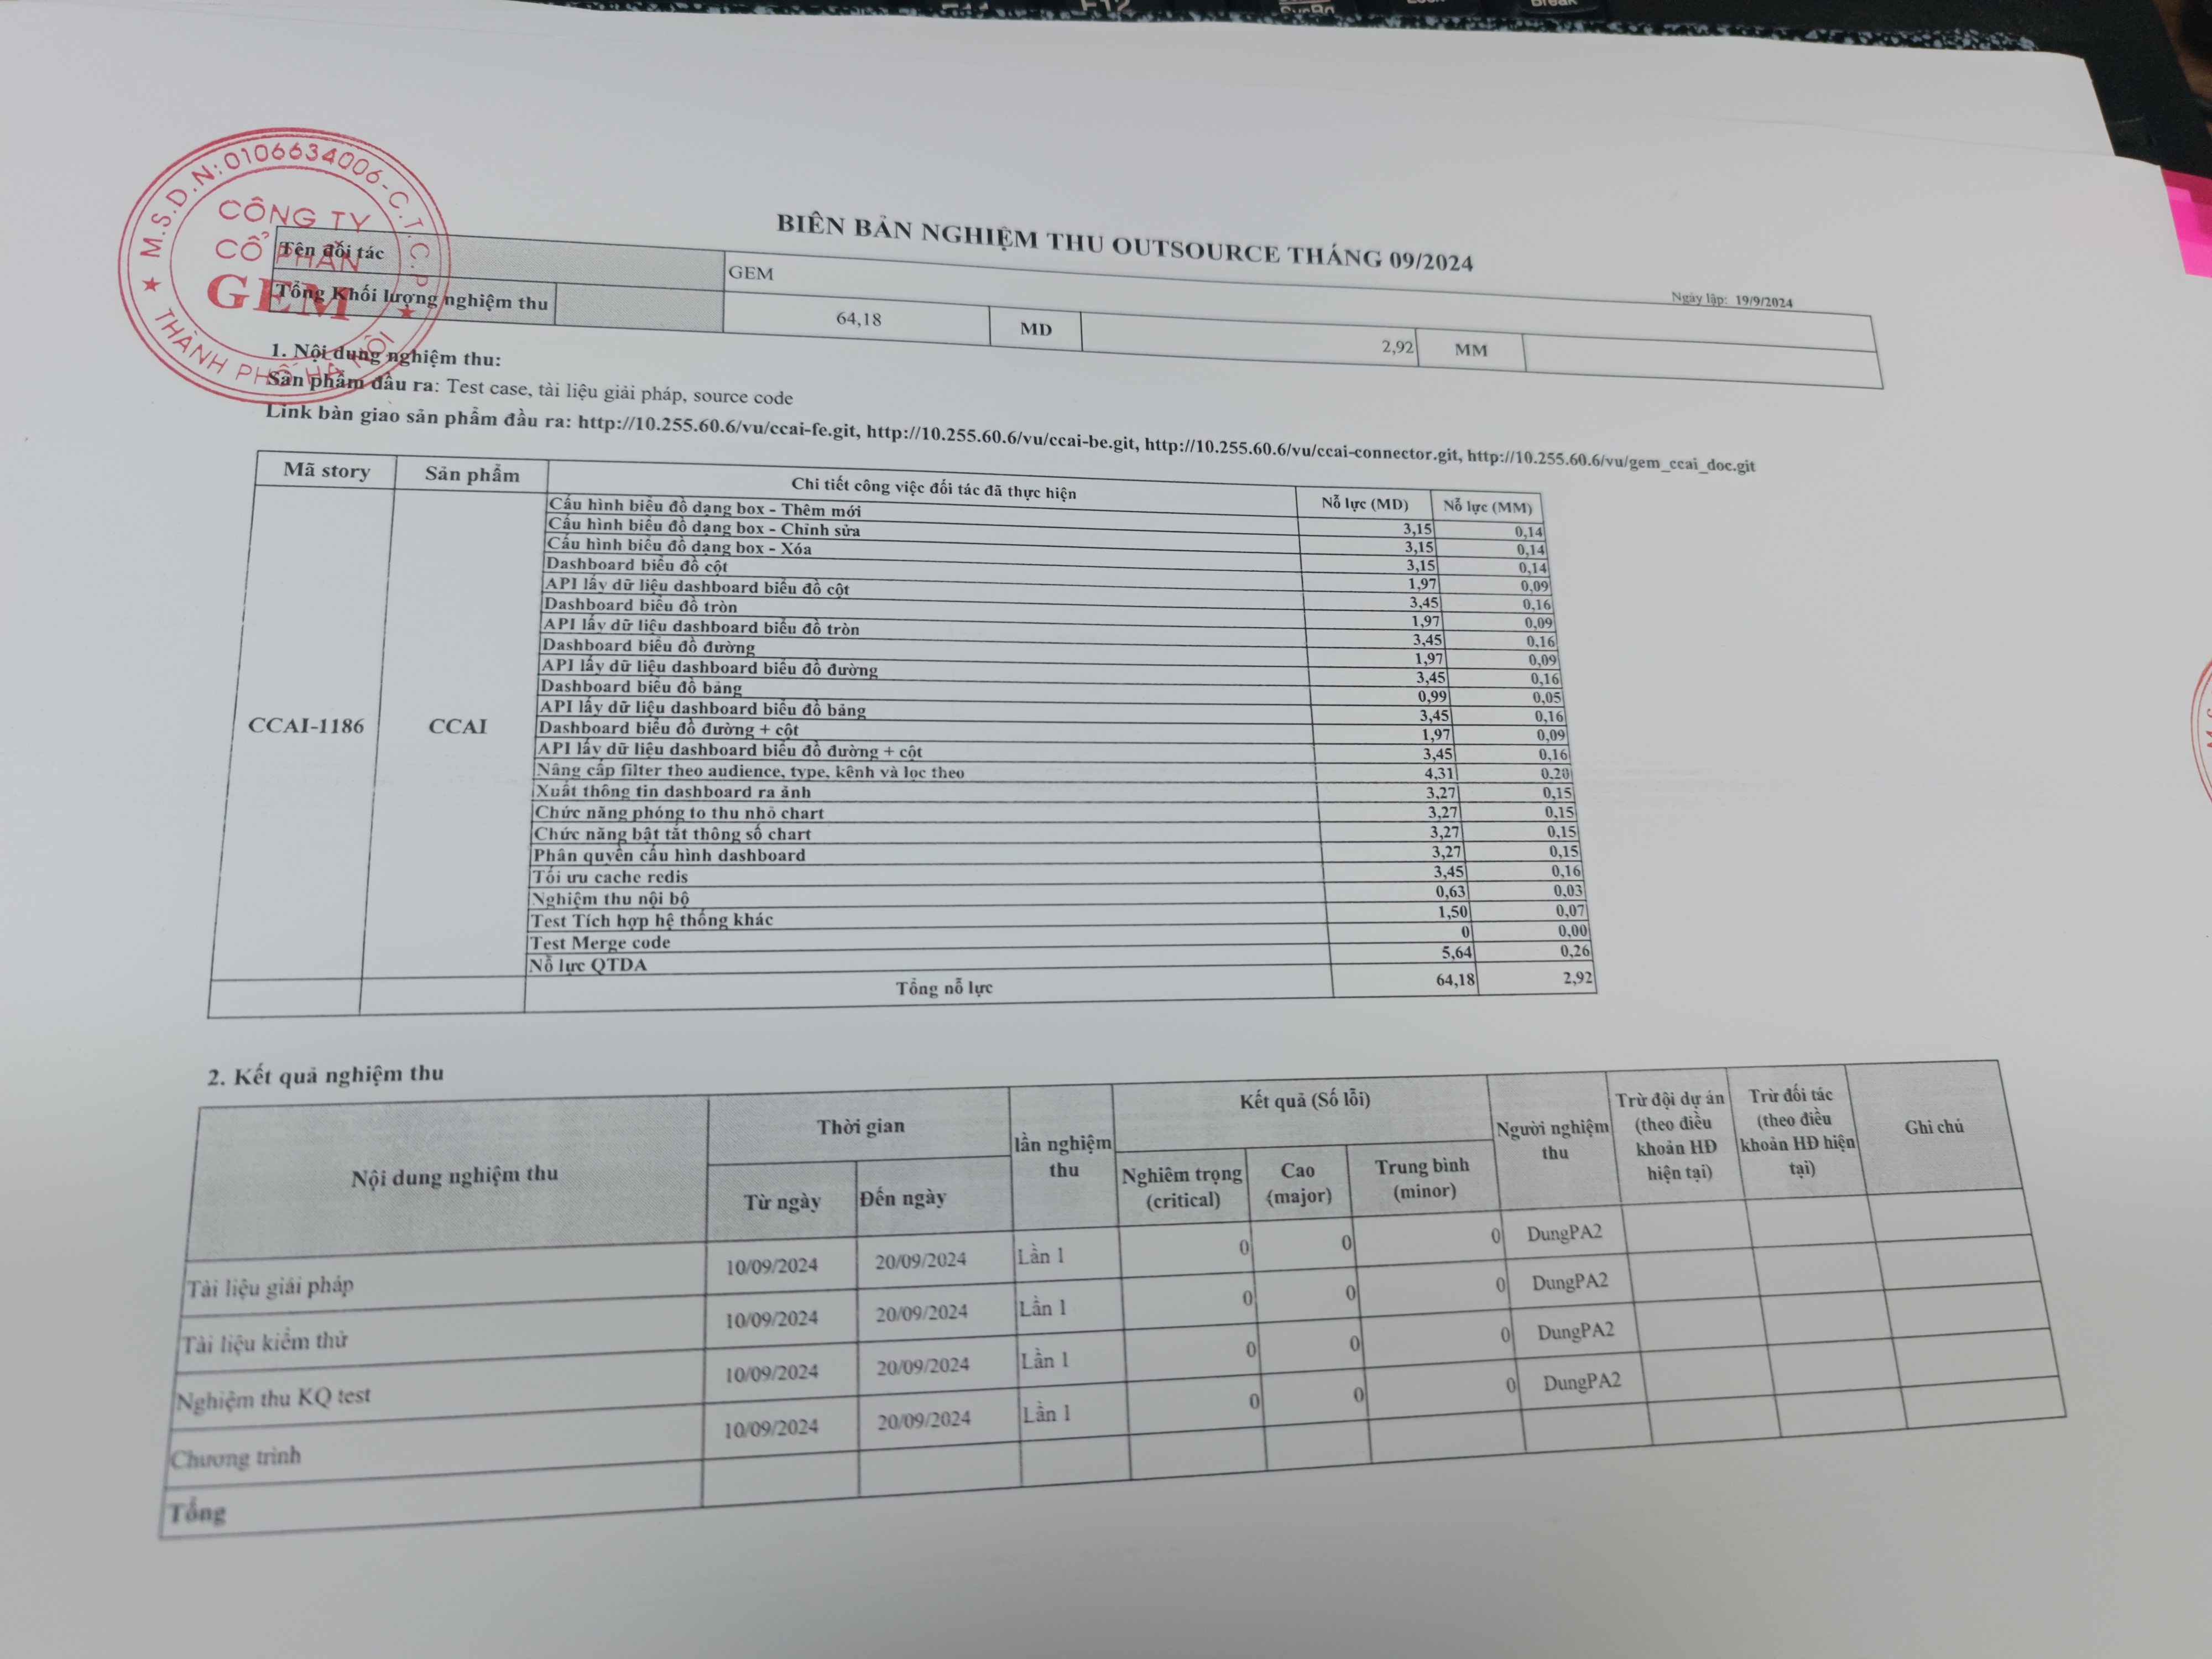 M.S.D.N:0106634006-C.T.C.P
CÔNG TY
CỔ PHẦN
GEM
THÀNH PHỐ HÀ NỘI
BIÊN BẢN NGHIỆM THU OUTSOURCE THÁNG 09/2024
Ngày lập: 19/9/2024
Tên đối tác GEM
Tổng Khối lượng nghiệm thu 64,18 MD 2,92 MM
1. Nội dung nghiệm thu:
Sản phẩm đầu ra: Test case, tài liệu giải pháp, source code
Link bàn giao sản phẩm đầu ra: http://10.255.60.6/vu/ccai-fe.git, http://10.255.60.6/vu/ccai-be.git, http://10.255.60.6/vu/ccai-connector.git, http://10.255.60.6/vu/gem_ccai_doc.git
Mã story Sản phẩm Chi tiết công việc đối tác đã thực hiện Nỗ lực (MD) Nỗ lực (MM)
CCAI-1186 CCAI
Cấu hình biểu đồ dạng box - Thêm mới 3,15 0,14
Cấu hình biểu đồ dạng box - Chỉnh sửa 3,15 0,14
Cấu hình biểu đồ dạng box - Xóa 3,15 0,14
Dashboard biểu đồ cột 1,97 0,09
API lấy dữ liệu dashboard biểu đồ cột 3,45 0,16
Dashboard biểu đồ tròn 1,97 0,09
API lấy dữ liệu dashboard biểu đồ tròn 3,45 0,16
Dashboard biểu đồ đường 1,97 0,09
API lấy dữ liệu dashboard biểu đồ đường 3,45 0,16
Dashboard biểu đồ bảng 0,99 0,05
API lấy dữ liệu dashboard biểu đồ bảng 3,45 0,16
Dashboard biểu đồ đường + cột 1,97 0,09
API lấy dữ liệu dashboard biểu đồ đường + cột 3,45 0,16
Nâng cấp filter theo audience, type, kênh và lọc theo 4,31 0,20
Xuất thông tin dashboard ra ảnh 3,27 0,15
Chức năng phóng to thu nhỏ chart 3,27 0,15
Chức năng bật tắt thông số chart 3,27 0,15
Phân quyền cấu hình dashboard 3,27 0,15
Tối ưu cache redis 3,45 0,16
Nghiệm thu nội bộ 0,63 0,03
Test Tích hợp hệ thống khác 1,50 0,07
Test Merge code 0 0,00
Nỗ lực QTDA 5,64 0,26
Tổng nỗ lực 64,18 2,92
2. Kết quả nghiệm thu
Nội dung nghiệm thu Thời gian lần nghiệm thu Kết quả (Số lỗi) Người nghiệm thu Trừ đội dự án (theo điều khoản HĐ hiện tại) Trừ đối tác (theo điều khoản HĐ hiện tại) Ghi chú
Từ ngày Đến ngày Nghiêm trọng (critical) Cao (major) Trung bình (minor)
Tài liệu giải pháp 10/09/2024 20/09/2024 Lần 1 0 0 0 DungPA2
Tài liệu kiểm thử 10/09/2024 20/09/2024 Lần 1 0 0 0 DungPA2
Nghiệm thu KQ test 10/09/2024 20/09/2024 Lần 1 0 0 0 DungPA2
Chương trình 10/09/2024 20/09/2024 Lần 1 0 0 0 DungPA2
Tổng